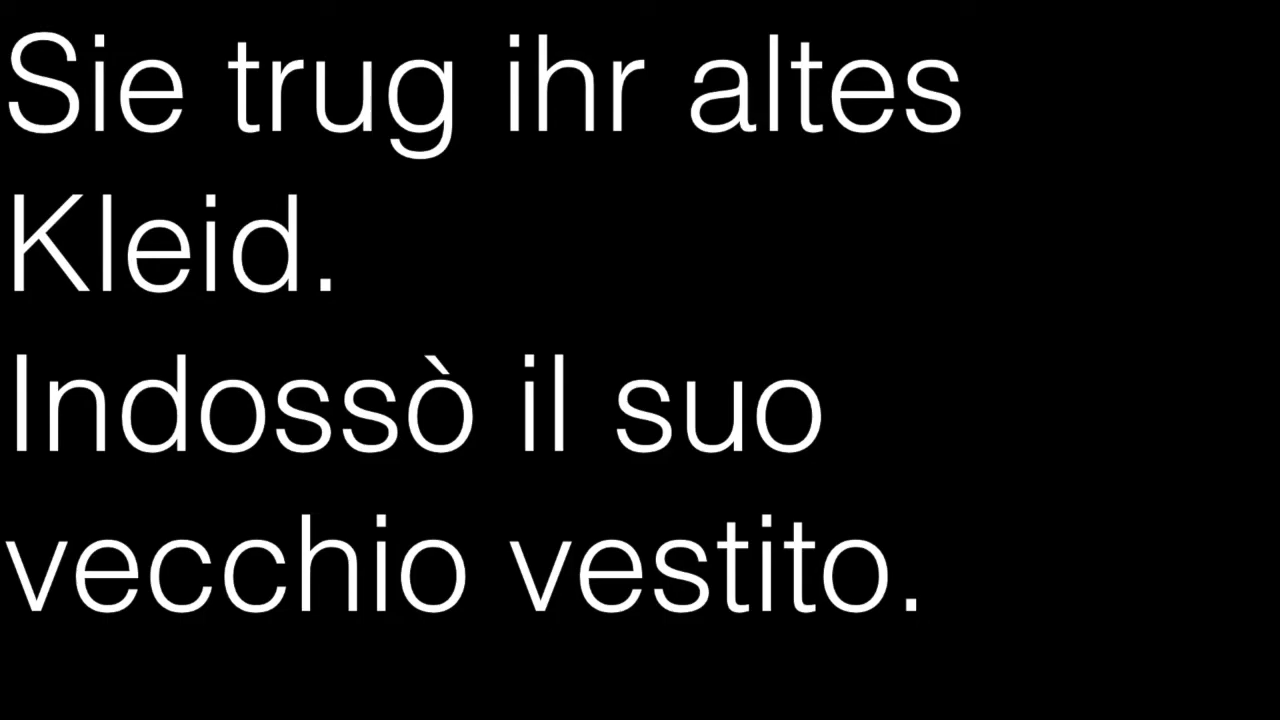 Sie trug ihr altes
Kleid.
Indossò il suo
vecchio vestito.